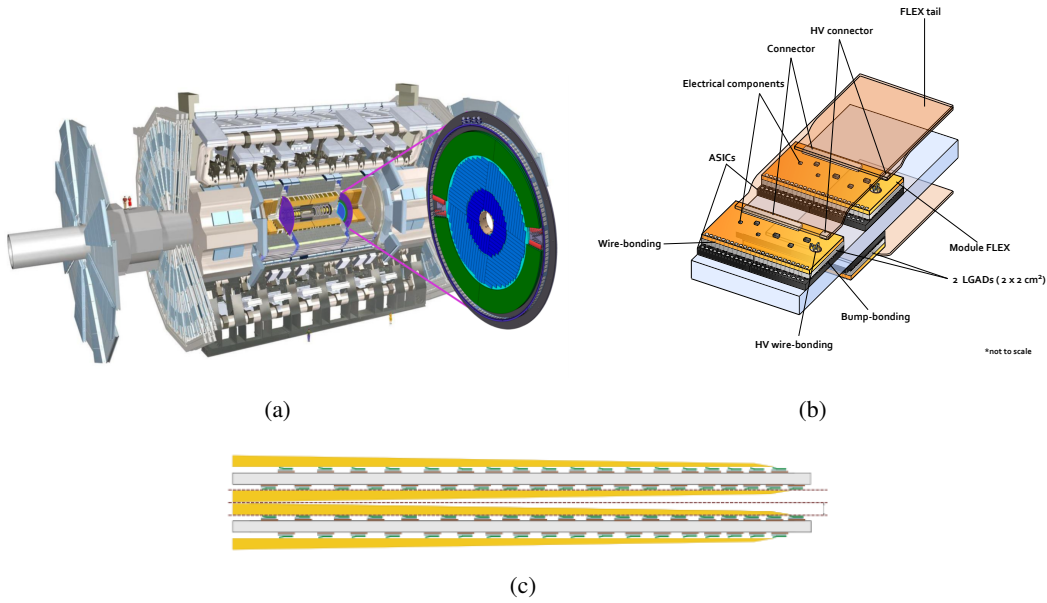 FLEX tail
HV connector
Connector
Electrical components
ASICs
Wire-bonding
Module FLEX
2 LGADs ( 2 x 2 cm²)
Bump-bonding
HV wire-bonding
*not to scale
(a)
(b)
(c)